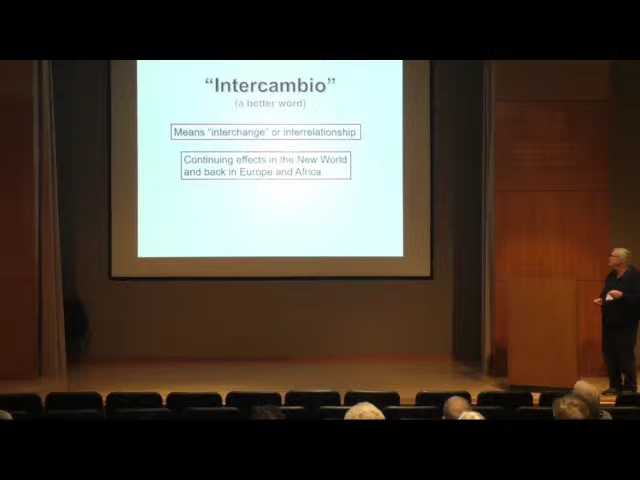 “Intercambio”
(a better word)
Means “interchange” or interrelationship
Continuing effects in the New World
and back in Europe and Africa